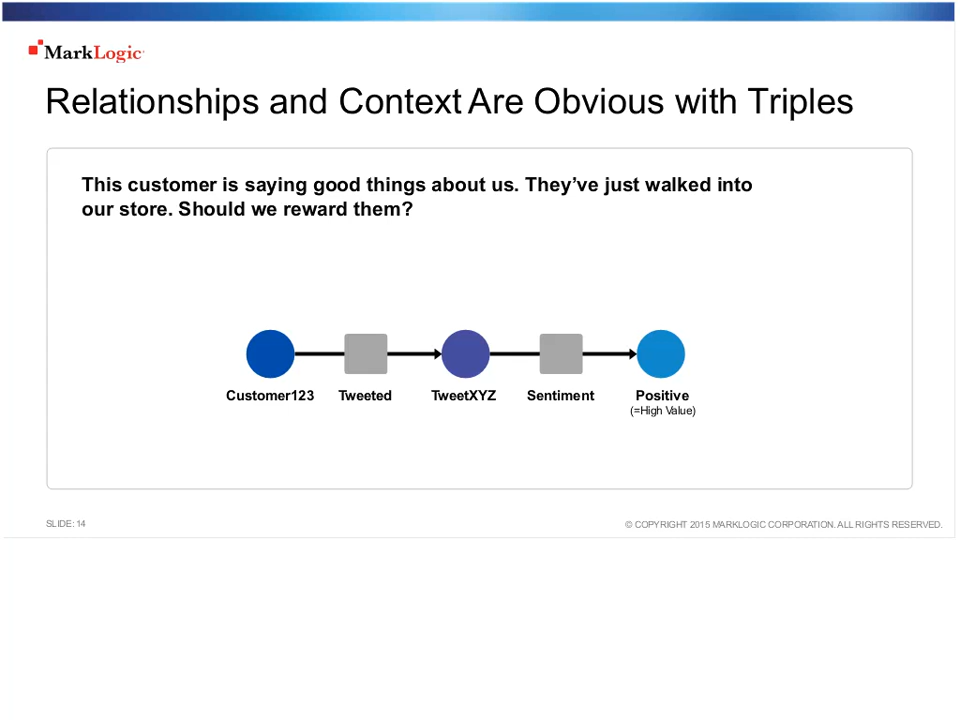 MarkLogic
Relationships and Context Are Obvious with Triples
This customer is saying good things about us. They’ve just walked into
our store. Should we reward them?
Customer123 Tweeted TweetXYZ Sentiment Positive
(=High Value)
SLIDE: 14
© COPYRIGHT 2015 MARKLOGIC CORPORATION. ALL RIGHTS RESERVED.